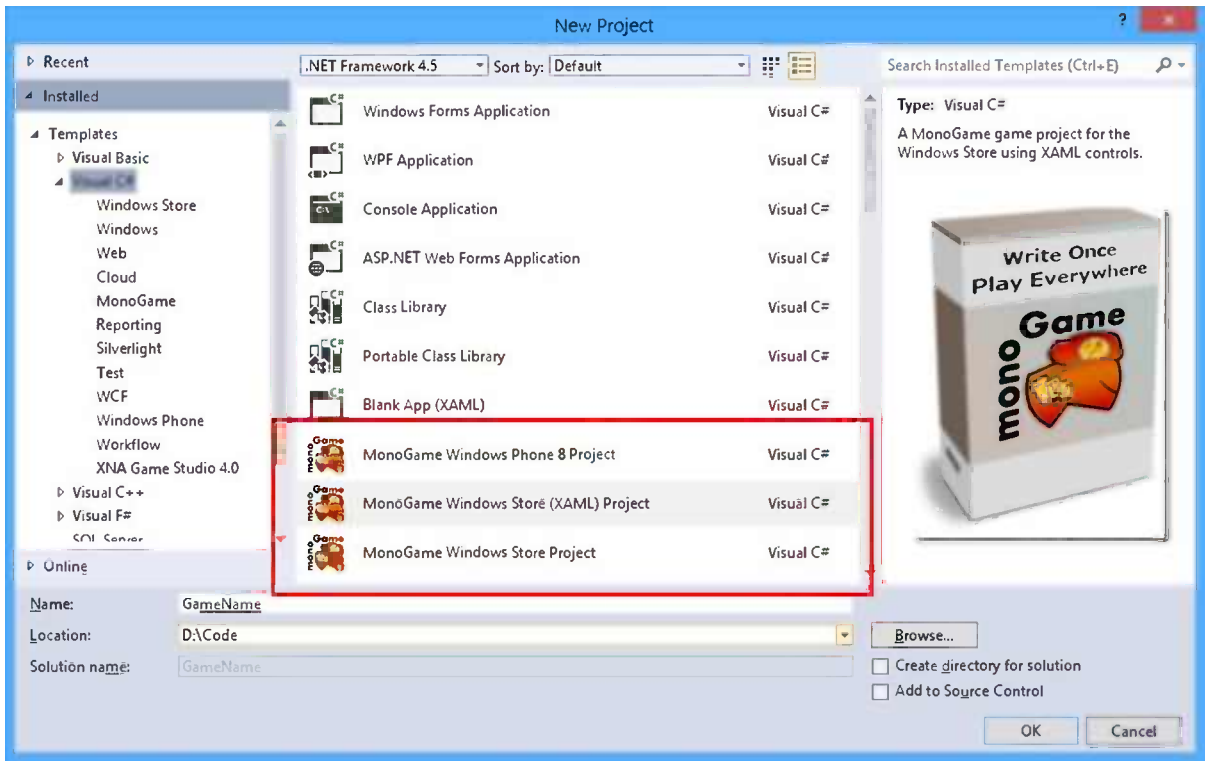 New Project
?
Recent
.NET Framework 4.5
Sort by: Default
Search Installed Templates (Ctrl+E)
Installed
Templates
Visual Basic
Visual C#
Windows Store
Windows
Web
Cloud
MonoGame
Reporting
Silverlight
Test
WCF
Windows Phone
Workflow
XNA Game Studio 4.0
Visual C++
Visual F#
SQL Server
Online
Windows Forms Application Visual C#
WPF Application Visual C#
Console Application Visual C#
ASP.NET Web Forms Application Visual C#
Class Library Visual C#
Portable Class Library Visual C#
Blank App (XAML) Visual C#
MonoGame Windows Phone 8 Project Visual C#
MonoGame Windows Store (XAML) Project Visual C#
MonoGame Windows Store Project Visual C#
Type: Visual C#
A MonoGame game project for the
Windows Store using XAML controls.
Write Once
Play Everywhere
monoGame
Name: GameName
Location: D:\Code
Browse...
Solution name: GameName
Create directory for solution
Add to Source Control
OK
Cancel